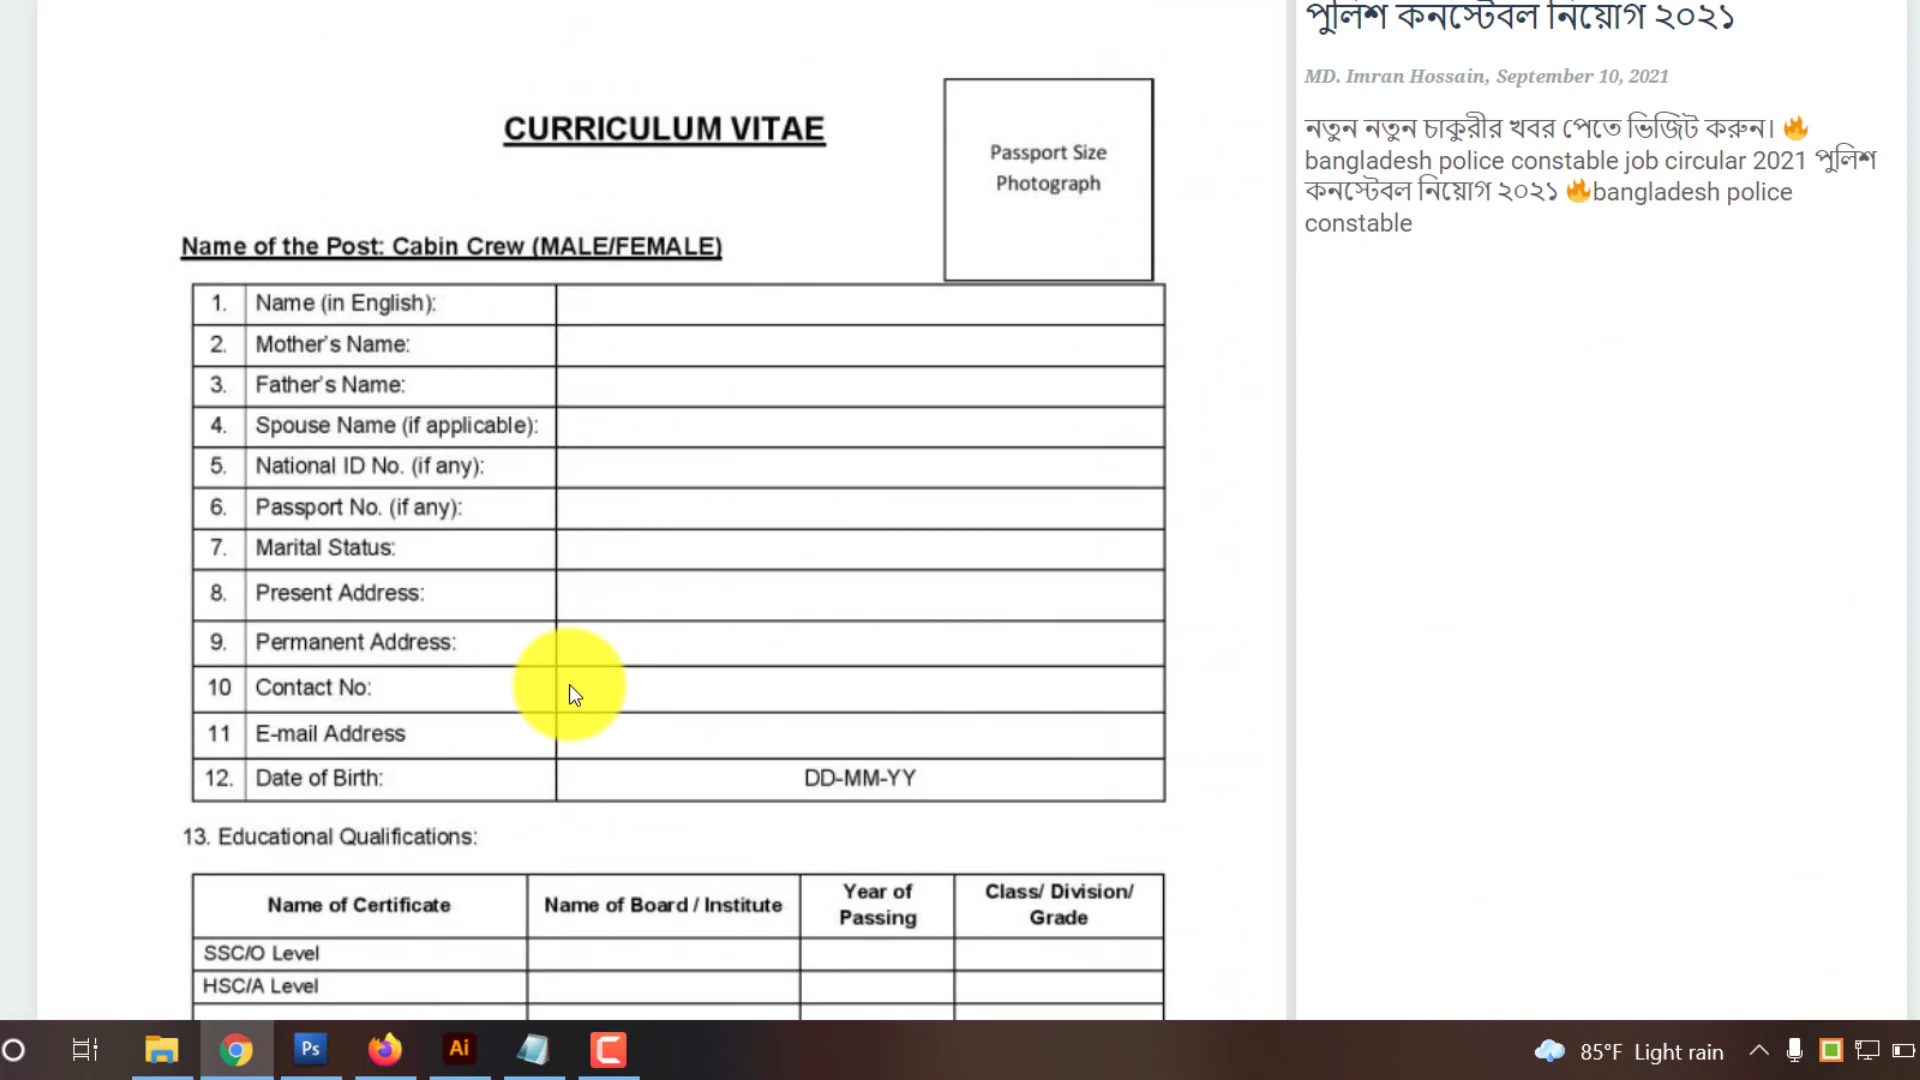 CURRICULUM VITAE
Passport Size
Photograph
Name of the Post: Cabin Crew (MALE/FEMALE)
1. Name (in English):
2. Mother's Name:
3. Father's Name:
4. Spouse Name (if applicable):
5. National ID No. (if any):
6. Passport No. (if any):
7. Marital Status:
8. Present Address:
9. Permanent Address:
10 Contact No:
11 E-mail Address
12. Date of Birth: DD-MM-YY
13. Educational Qualifications:
Name of Certificate Name of Board / Institute Year of Passing Class/ Division/ Grade
SSC/O Level
HSC/A Level
পুলিশ কনস্টেবল নিয়োগ ২০২১
MD. Imran Hossain, September 10, 2021
নতুন নতুন চাকুরীর খবর পেতে ভিজিট করুন। 🔥
bangladesh police constable job circular 2021 পুলিশ
কনস্টেবল নিয়োগ ২০২১ 🔥bangladesh police
constable
Ps
Ai
85°F Light rain